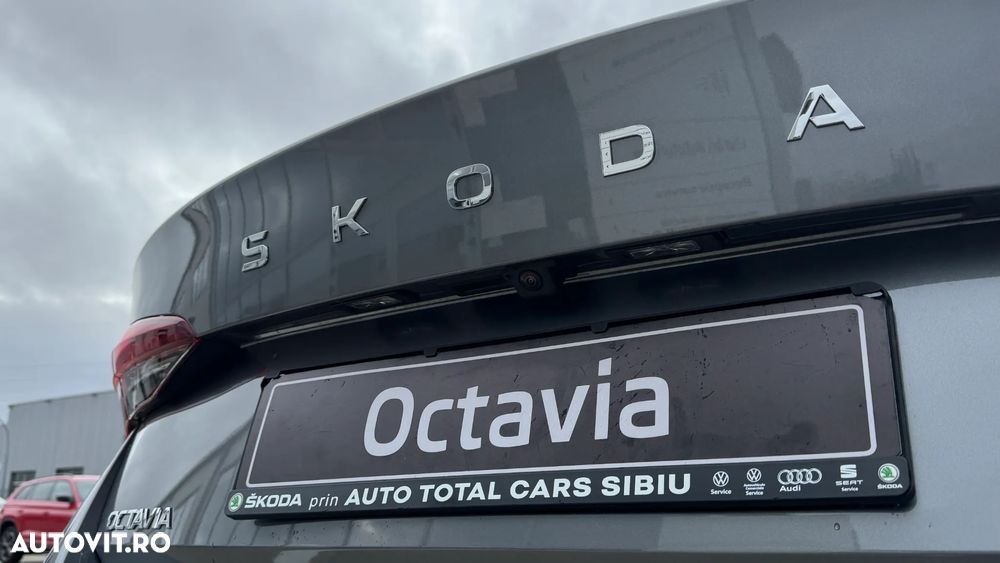 SKODA
Octavia
ŠKODA prin AUTO TOTAL CARS SIBIU
Service
Service
Audi
SEAT
Service
ŠKODA
OCTAVIA
AUTOVIT.RO